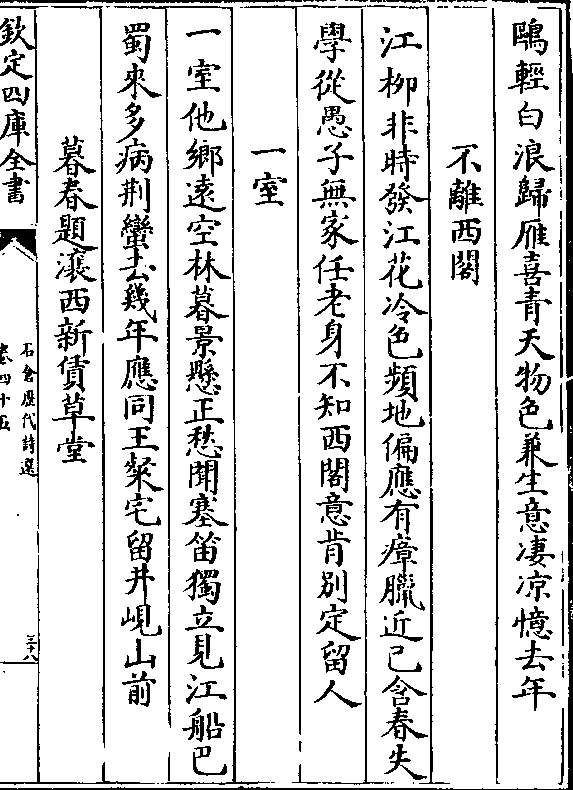 鷗輕白浪歸雁喜青天物色兼生意凄凉憶去年
不離西閣
江柳非時發江花冷色頻地偏應有瘴臘近已含春失
學從愚子無家任老身不知西閣意肯別定留人
一室
一室他鄉遠空林暮景懸正愁聞塞笛獨立見江船巴
蜀來多病荆蠻去幾年應同王粲宅留井峴山前
暮春題瀼西新賃草堂
欽定四庫全書
石倉歷代詩選
卷四十五
三十八